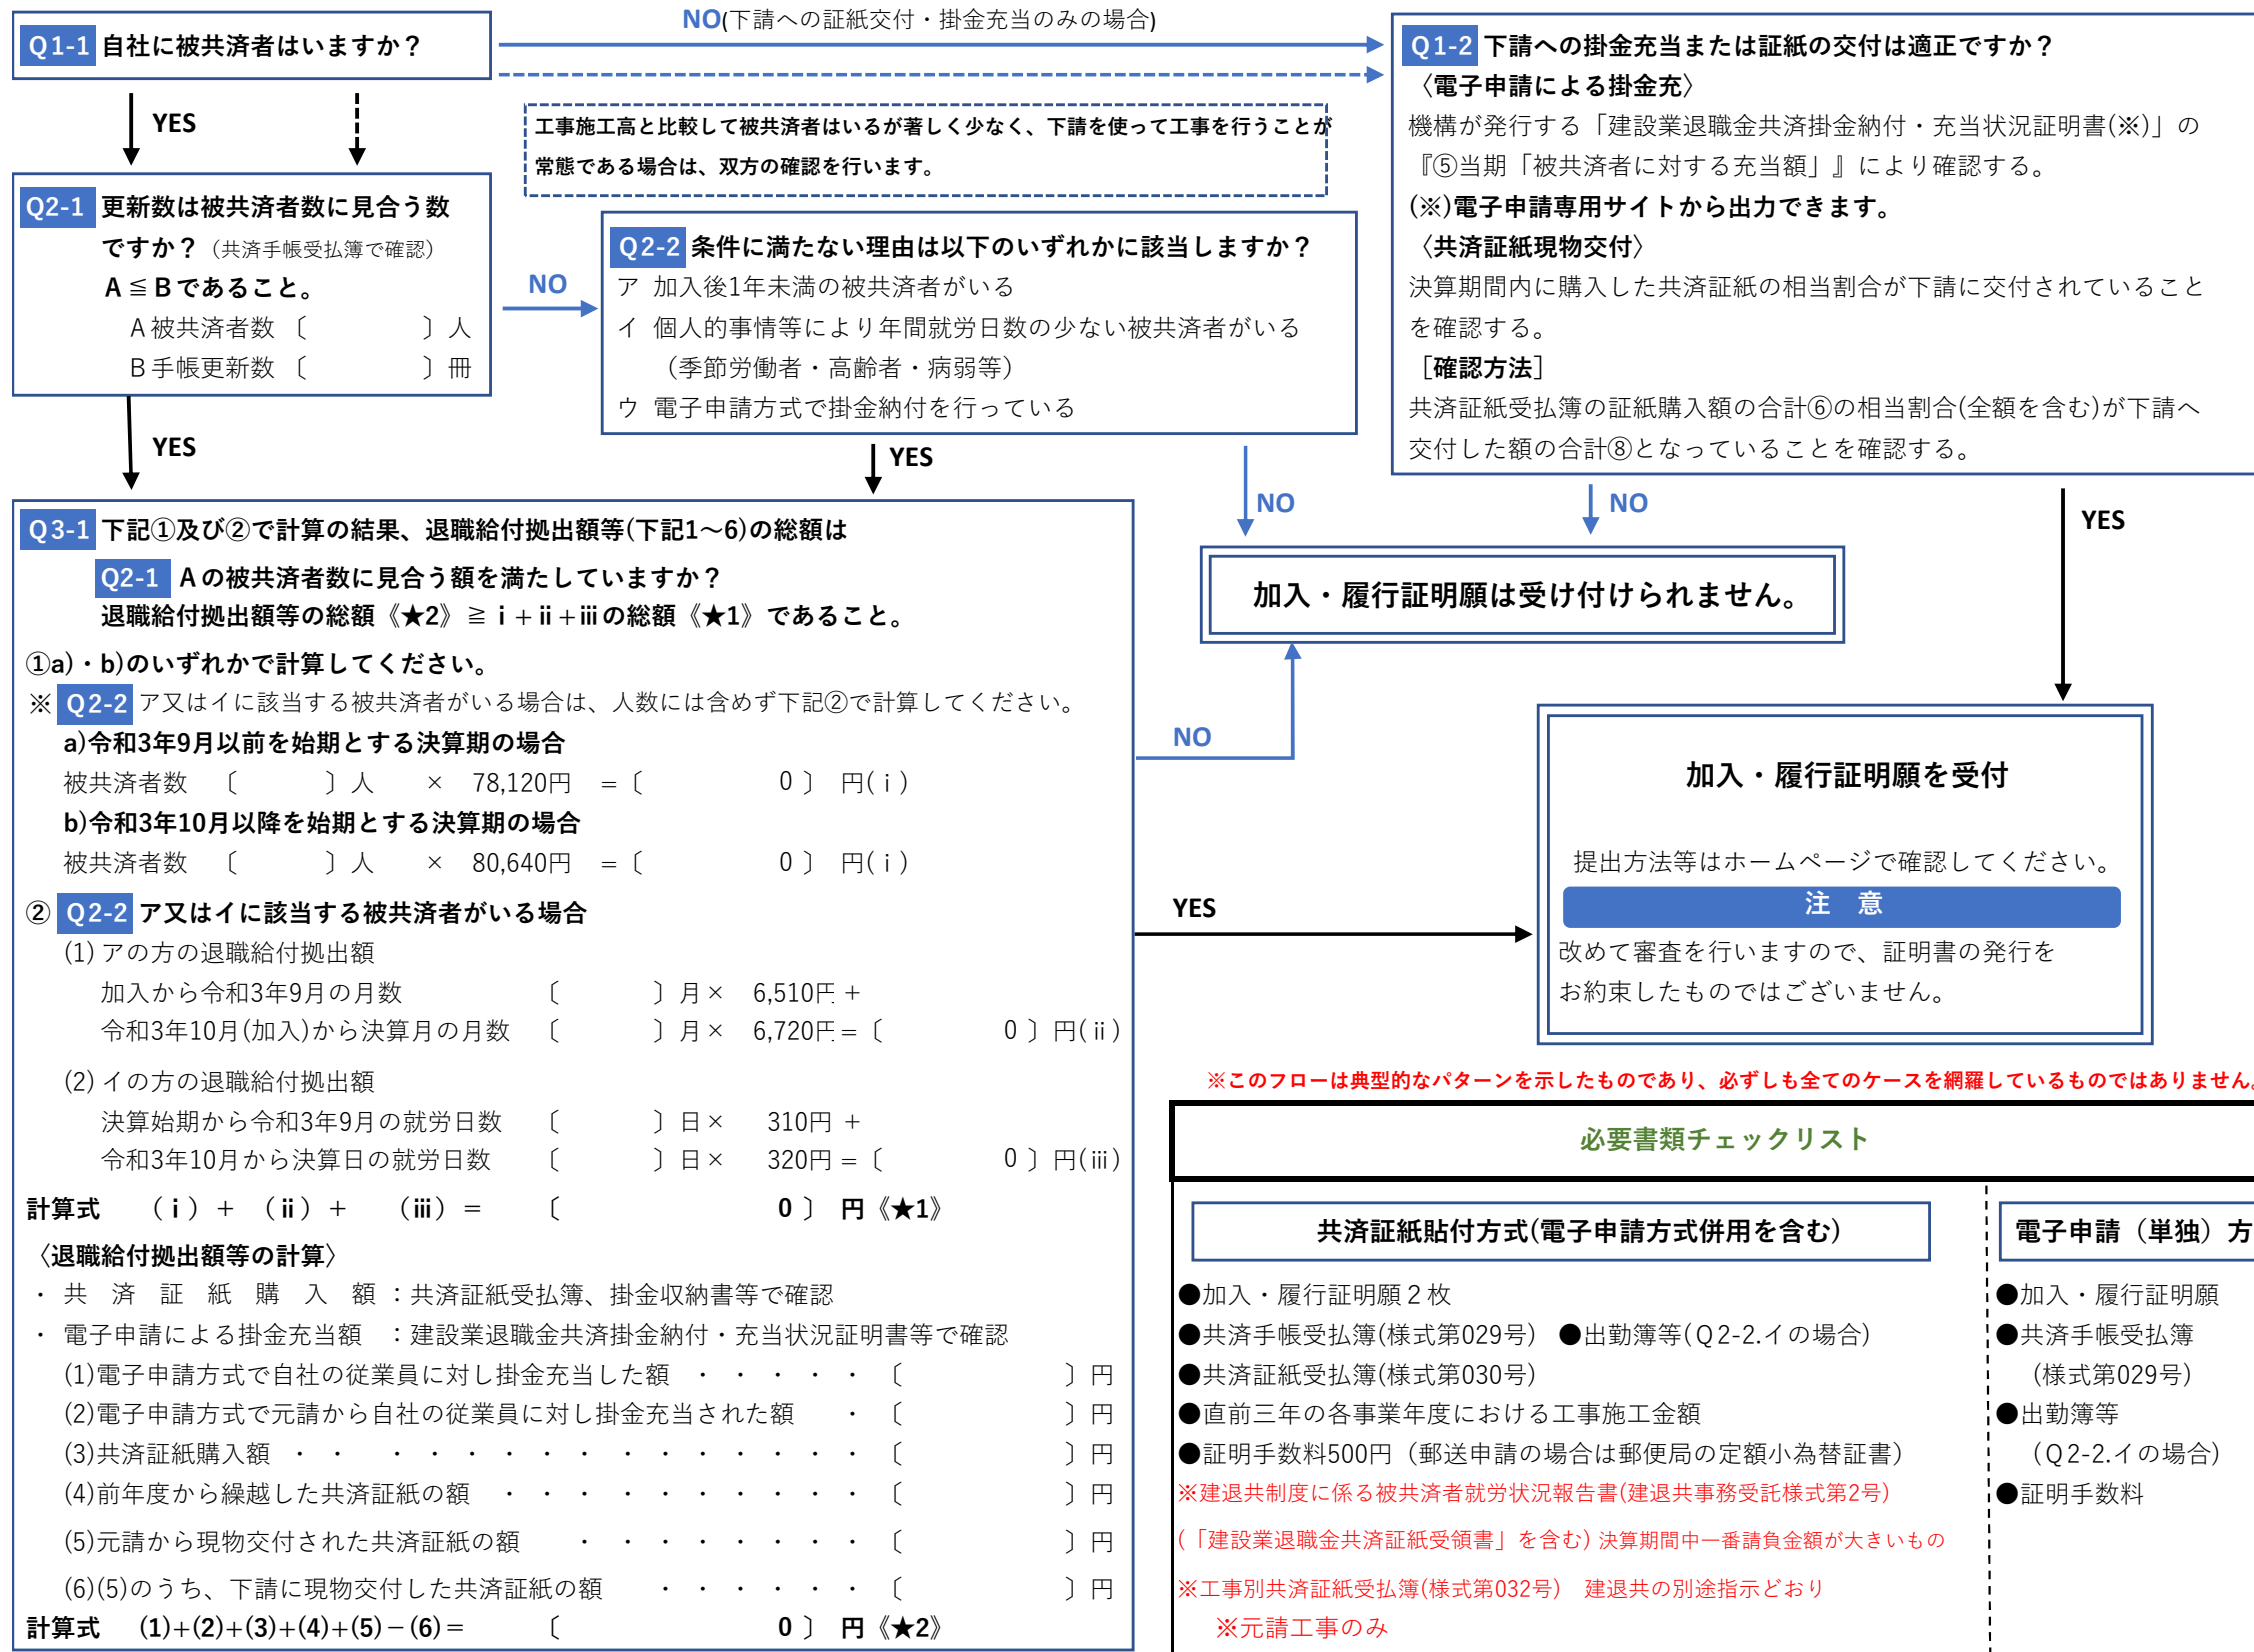 Q1-1 自社に被共済者はいますか？
NO(下請への証紙交付・掛金充当のみの場合)
YES
工事施工高と比較して被共済者はいるが著しく少なく、下請を使って工事を行うことが
常態である場合は、双方の確認を行います。
Q1-2 下請への掛金充当または証紙の交付は適正ですか？
〈電子申請による掛金充〉
機構が発行する「建設業退職金共済掛金納付・充当状況証明書(※)」の
『⑤当期「被共済者に対する充当額」』により確認する。
(※)電子申請専用サイトから出力できます。
〈共済証紙現物交付〉
決算期間内に購入した共済証紙の相当割合が下請に交付されていること
を確認する。
［確認方法］
共済証紙受払簿の証紙購入額の合計⑥の相当割合(全額を含む)が下請へ
交付した額の合計⑧となっていることを確認する。
Q2-1 更新数は被共済者数に見合う数
ですか？（共済手帳受払簿で確認）
A≦Bであること。
A被共済者数 〔 〕人
B手帳更新数 〔 〕冊
NO
Q2-2 条件に満たない理由は以下のいずれかに該当しますか？
ア 加入後1年未満の被共済者がいる
イ 個人的事情等により年間就労日数の少ない被共済者がいる
（季節労働者・高齢者・病弱等）
ウ 電子申請方式で掛金納付を行っている
YES
YES
NO
NO
YES
Q3-1 下記①及び②で計算の結果、退職給付拠出額等(下記1～6)の総額は
Q2-1 Aの被共済者数に見合う額を満たしていますか？
退職給付拠出額等の総額《★2》≧ⅰ+ⅱ+ⅲの総額《★1》であること。
①a)・b)のいずれかで計算してください。
※ Q2-2 ア又はイに該当する被共済者がいる場合は、人数には含めず下記②で計算してください。
a)令和3年9月以前を始期とする決算期の場合
被共済者数 〔 〕人 × 78,120円 =〔 0 〕 円(ⅰ)
b)令和3年10月以降を始期とする決算期の場合
被共済者数 〔 〕人 × 80,640円 =〔 0 〕 円(ⅰ)
② Q2-2 ア又はイに該当する被共済者がいる場合
(1) アの方の退職給付拠出額
加入から令和3年9月の月数 〔 〕月× 6,510円 +
令和3年10月(加入)から決算月の月数 〔 〕月× 6,720円 =〔 0 〕円(ⅱ)
(2) イの方の退職給付拠出額
決算始期から令和3年9月の就労日数 〔 〕日× 310円 +
令和3年10月から決算日の就労日数 〔 〕日× 320円 =〔 0 〕円(ⅲ)
計算式 （ⅰ）+ （ⅱ）+ （ⅲ）= 〔 0 〕 円《★1》
〈退職給付拠出額等の計算〉
・ 共 済 証 紙 購 入 額 ：共済証紙受払簿、掛金収納書等で確認
・ 電子申請による掛金充当額 ：建設業退職金共済掛金納付・充当状況証明書等で確認
(1)電子申請方式で自社の従業員に対し掛金充当した額 ・ ・ ・ ・ ・ 〔 〕円
(2)電子申請方式で元請から自社の従業員に対し掛金充当された額 ・ 〔 〕円
(3)共済証紙購入額 ・ ・ ・ ・ ・ ・ ・ ・ ・ ・ ・ ・ ・ ・ ・ 〔 〕円
(4)前年度から繰越した共済証紙の額 ・ ・ ・ ・ ・ ・ ・ ・ ・ ・ 〔 〕円
(5)元請から現物交付された共済証紙の額 ・ ・ ・ ・ ・ ・ ・ ・ 〔 〕円
(6)(5)のうち、下請に現物交付した共済証紙の額 ・ ・ ・ ・ ・ ・ 〔 〕円
計算式 (1)+(2)+(3)+(4)+(5)−(6)= 〔 0 〕 円《★2》
NO
YES
加入・履行証明願は受け付けられません。
加入・履行証明願を受付
提出方法等はホームページで確認してください。
注 意
改めて審査を行いますので、証明書の発行を
お約束したものではございません。
※このフローは典型的なパターンを示したものであり、必ずしも全てのケースを網羅しているものではありません。
必要書類チェックリスト
共済証紙貼付方式(電子申請方式併用を含む)
●加入・履行証明願２枚
●共済手帳受払簿(様式第029号) ●出勤簿等(Q2-2.イの場合)
●共済証紙受払簿(様式第030号)
●直前三年の各事業年度における工事施工金額
●証明手数料500円（郵送申請の場合は郵便局の定額小為替証書）
※建退共制度に係る被共済者就労状況報告書(建退共事務受託様式第2号)
(「建設業退職金共済証紙受領書」を含む) 決算期間中一番請負金額が大きいもの
※工事別共済証紙受払簿(様式第032号) 建退共の別途指示どおり
※元請工事のみ
電子申請（単独）方
●加入・履行証明願
●共済手帳受払簿
(様式第029号)
●出勤簿等
（Q2-2.イの場合）
●証明手数料